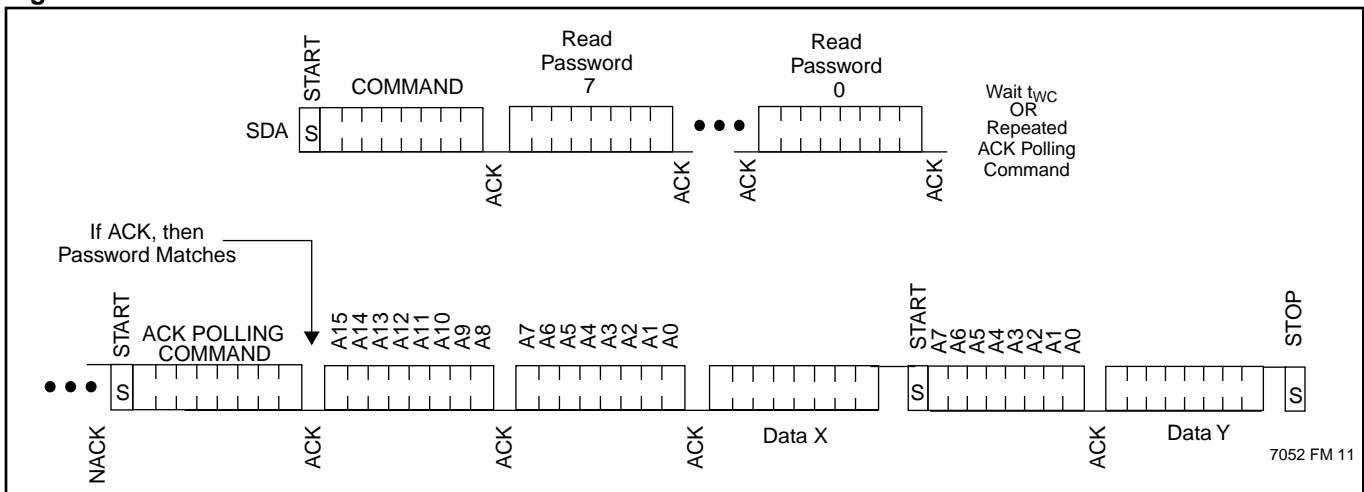 START
COMMAND
Read
Password
7
Read
Password
0
Wait tWC
OR
Repeated
ACK Polling
Command
SDA
S
ACK
ACK
ACK
ACK
If ACK, then
Password Matches
START
ACK POLLING
COMMAND
A15
A14
A13
A12
A11
A10
A9
A8
A7
A6
A5
A4
A3
A2
A1
A0
START
A7
A6
A5
A4
A3
A2
A1
A0
STOP
S
S
S
NACK
ACK
ACK
ACK
Data X
ACK
Data Y
7052 FM 11